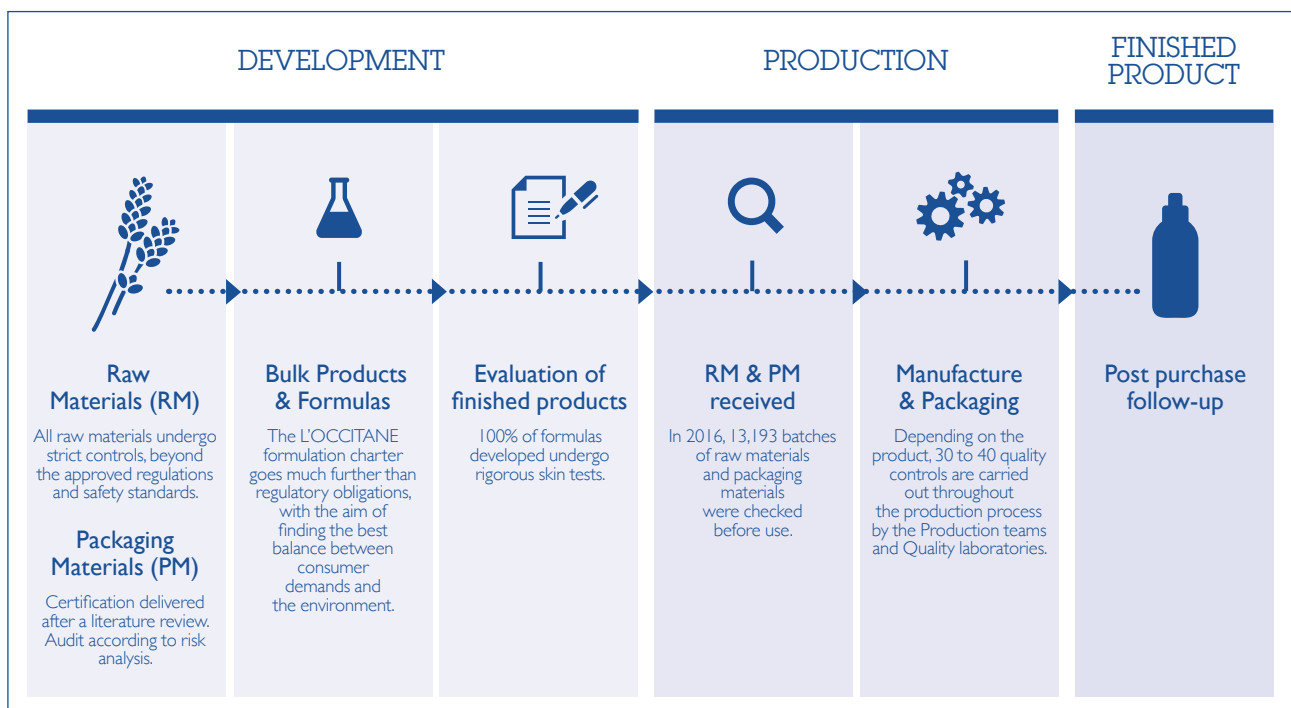 DEVELOPMENT
PRODUCTION
FINISHED
PRODUCT
Raw
Materials (RM)
All raw materials undergo
strict controls, beyond
the approved regulations
and safety standards.
Packaging
Materials (PM)
Certification delivered
after a literature review.
Audit according to risk
analysis.
Bulk Products
& Formulas
The L'OCCITANE
formulation charter
goes much further than
regulatory obligations,
with the aim of
finding the best
balance between
consumer
demands and
the environment.
Evaluation of
finished products
100% of formulas
developed undergo
rigorous skin tests.
RM & PM
received
In 2016, 13,193 batches
of raw materials
and packaging
materials
were checked
before use.
Manufacture
& Packaging
Depending on the
product, 30 to 40 quality
controls are carried
out throughout
the production process
by the Production teams
and Quality laboratories.
Post purchase
follow-up